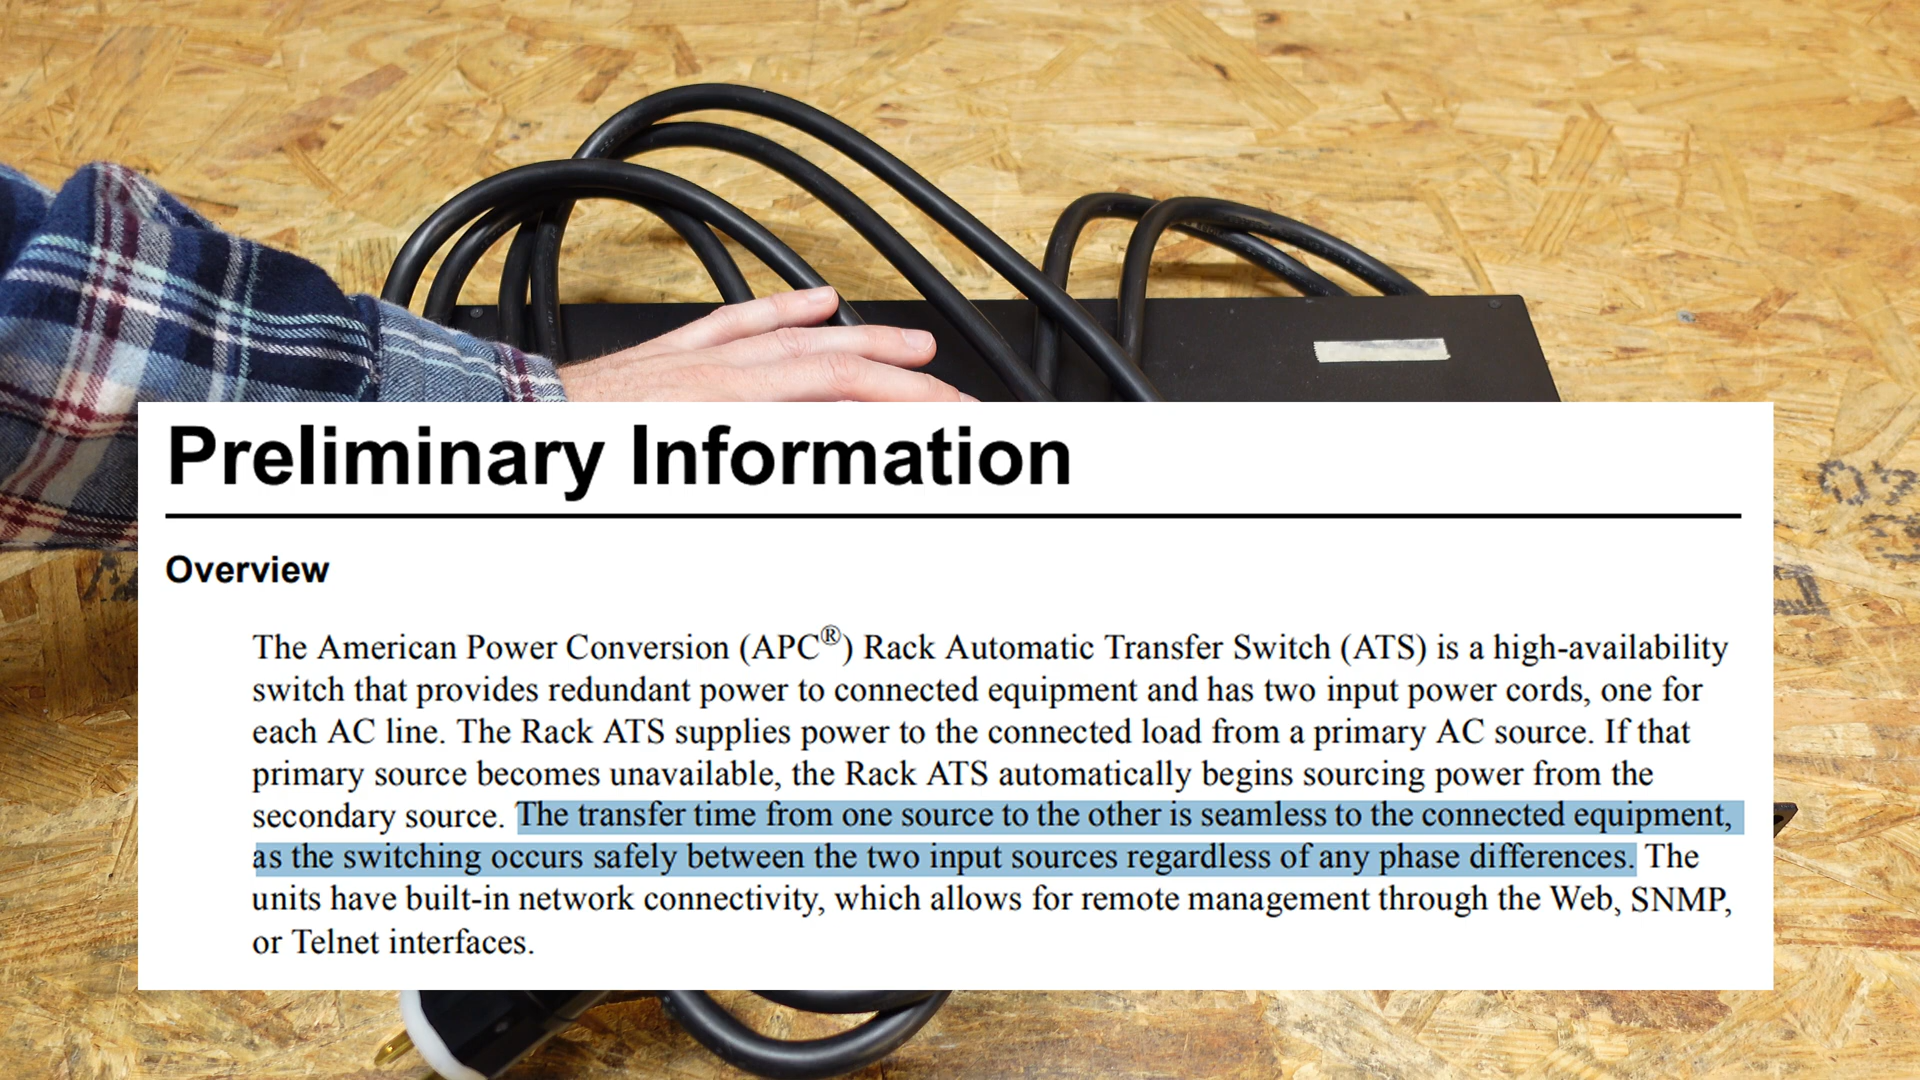 Preliminary Information
Overview
The American Power Conversion (APC®) Rack Automatic Transfer Switch (ATS) is a high-availability
switch that provides redundant power to connected equipment and has two input power cords, one for
each AC line. The Rack ATS supplies power to the connected load from a primary AC source. If that
primary source becomes unavailable, the Rack ATS automatically begins sourcing power from the
secondary source. The transfer time from one source to the other is seamless to the connected equipment,
as the switching occurs safely between the two input sources regardless of any phase differences. The
units have built-in network connectivity, which allows for remote management through the Web, SNMP,
or Telnet interfaces.